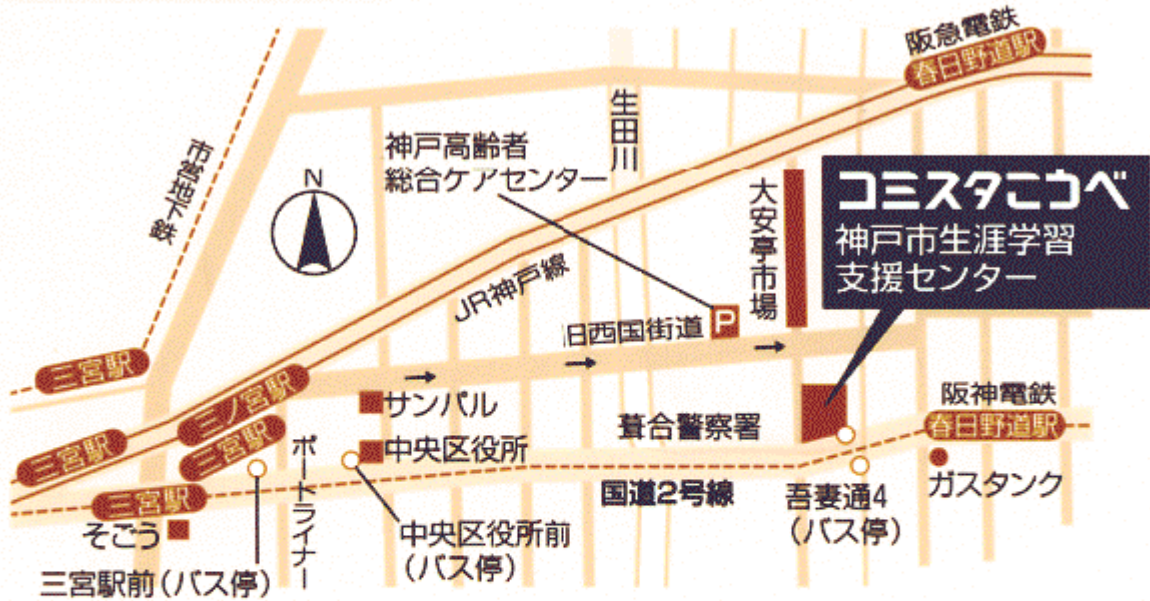 阪急電鉄
春日野道駅
生田川
市営地下鉄
神戸高齢者
総合ケアセンター
N
大安亭市場
コミスタこうべ
神戸市生涯学習
支援センター
JR神戸線
旧西国街道
P
三宮駅
三ノ宮駅
三宮駅
三宮駅
三宮駅
サンパル
中央区役所
葺合警察署
阪神電鉄
春日野道駅
ポートライナー
国道2号線
ガスタンク
そごう
中央区役所前
(バス停)
吾妻通4
(バス停)
三宮駅前(バス停)